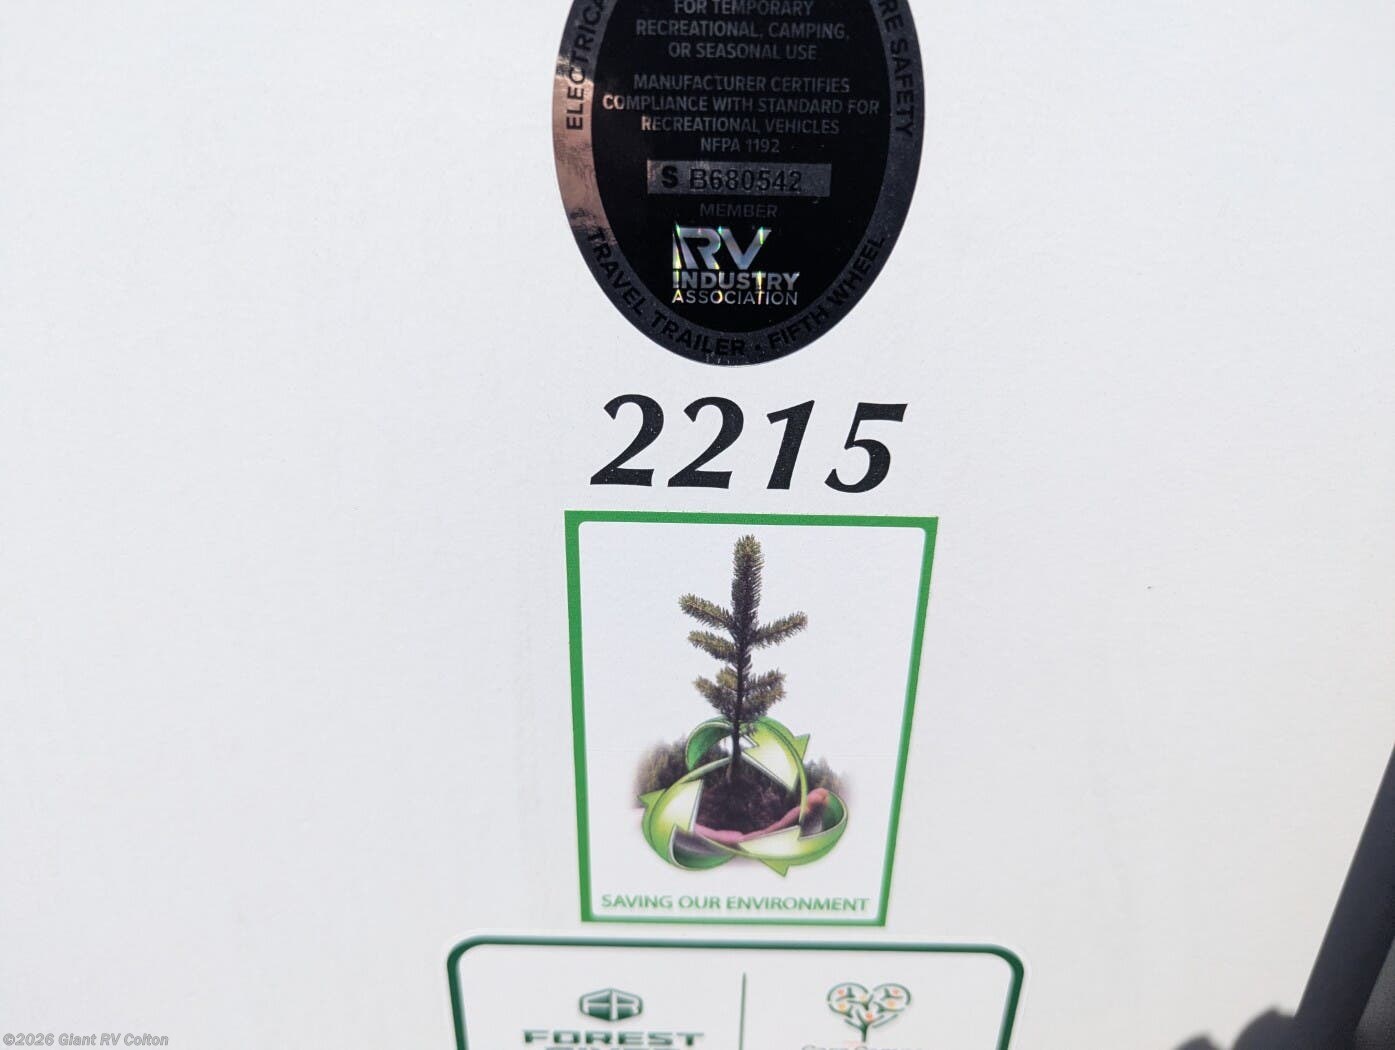 FOR TEMPORARY
RECREATIONAL, CAMPING,
OR SEASONAL USE
MANUFACTURER CERTIFIES
COMPLIANCE WITH STANDARD FOR
RECREATIONAL VEHICLES
NFPA 1192
S B680542
MEMBER
RV
INDUSTRY
ASSOCIATION
TRAVEL TRAILER • FIFTH WHEEL
2215
SAVING OUR ENVIRONMENT
FR
FOREST
©2026 Giant RV Colton